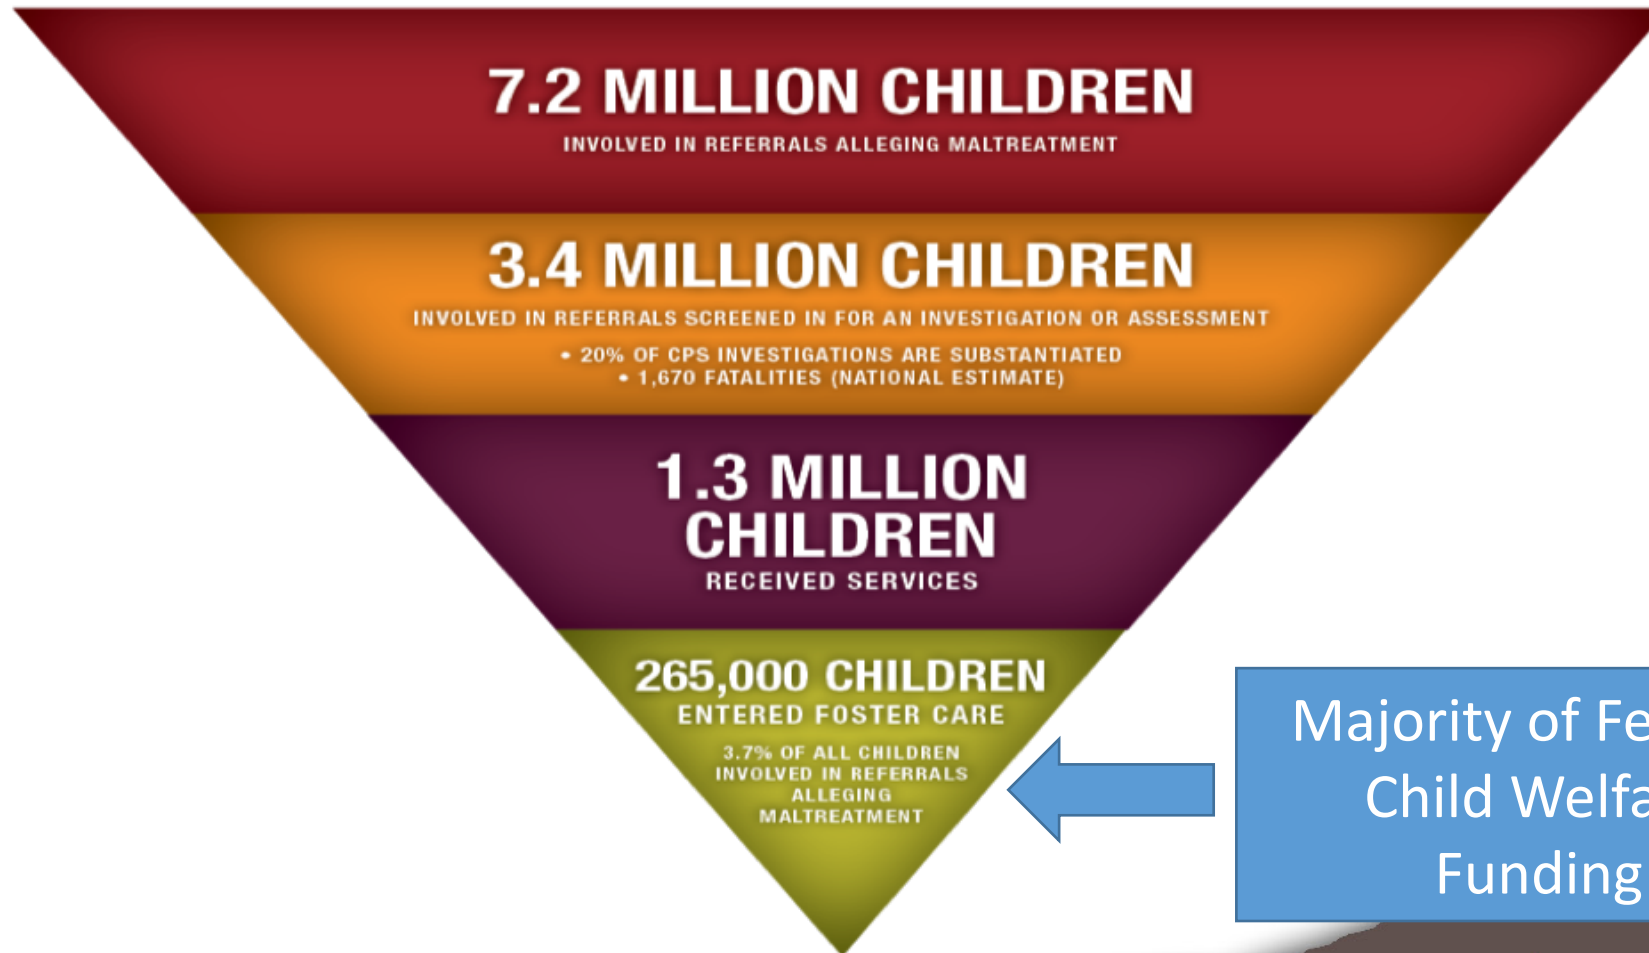 7.2 MILLION CHILDREN
INVOLVED IN REFERRALS ALLEGING MALTREATMENT
3.4 MILLION CHILDREN
INVOLVED IN REFERRALS SCREENED IN FOR AN INVESTIGATION OR ASSESSMENT
• 20% OF CPS INVESTIGATIONS ARE SUBSTANTIATED
• 1,670 FATALITIES (NATIONAL ESTIMATE)
1.3 MILLION
CHILDREN
RECEIVED SERVICES
265,000 CHILDREN
ENTERED FOSTER CARE
3.7% OF ALL CHILDREN
INVOLVED IN REFERRALS
ALLEGING
MALTREATMENT
Majority of Fe
Child Welfa
Funding